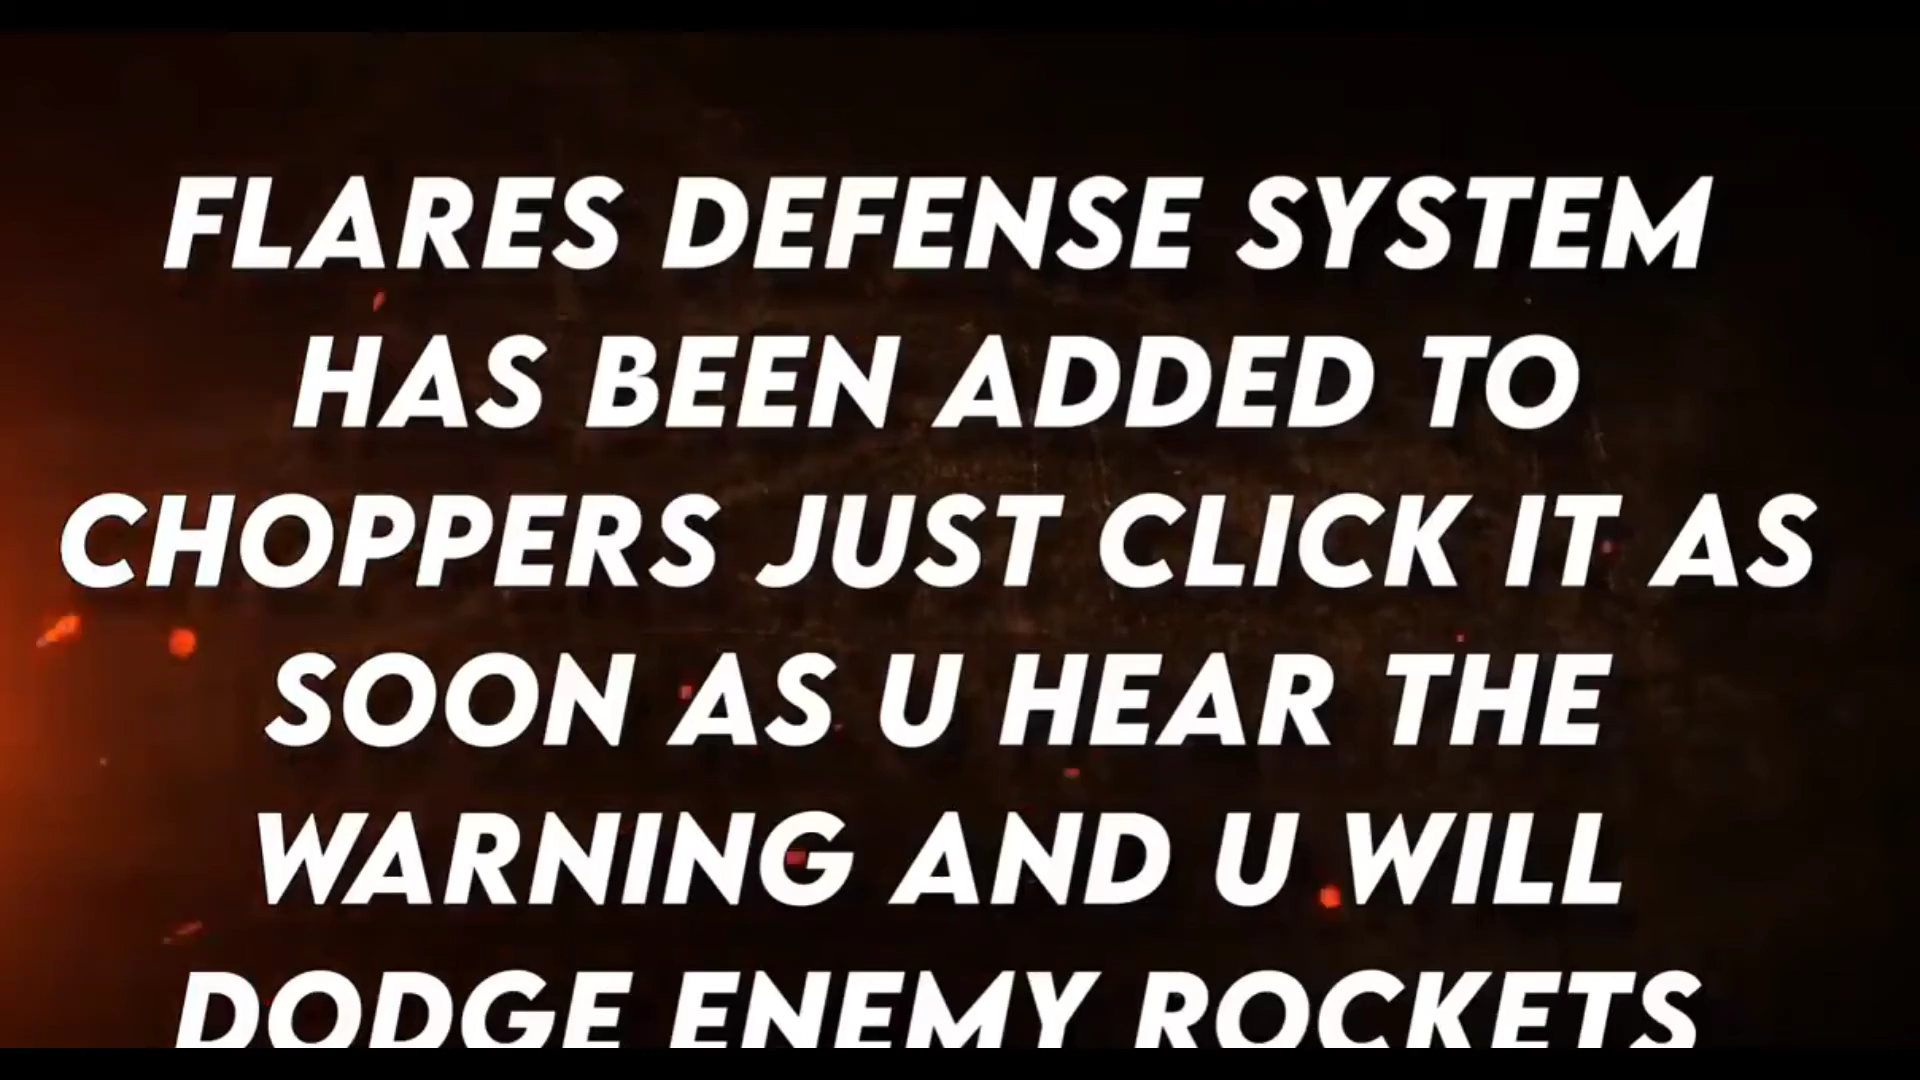 FLARES DEFENSE SYSTEM
HAS BEEN ADDED TO
CHOPPERS JUST CLICK IT AS
SOON AS U HEAR THE
WARNING AND U WILL
DODGE ENEMY ROCKETS